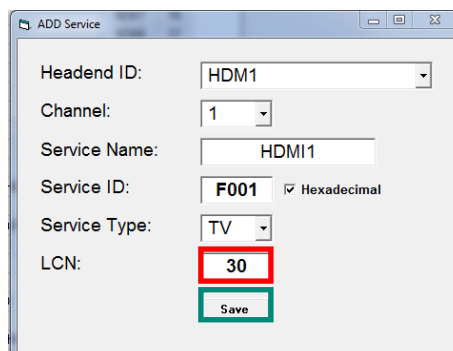 ADD Service
Headend ID: HDM1
Channel: 1
Service Name: HDMI1
Service ID: F001 Hexadecimal
Service Type: TV
LCN: 30
Save